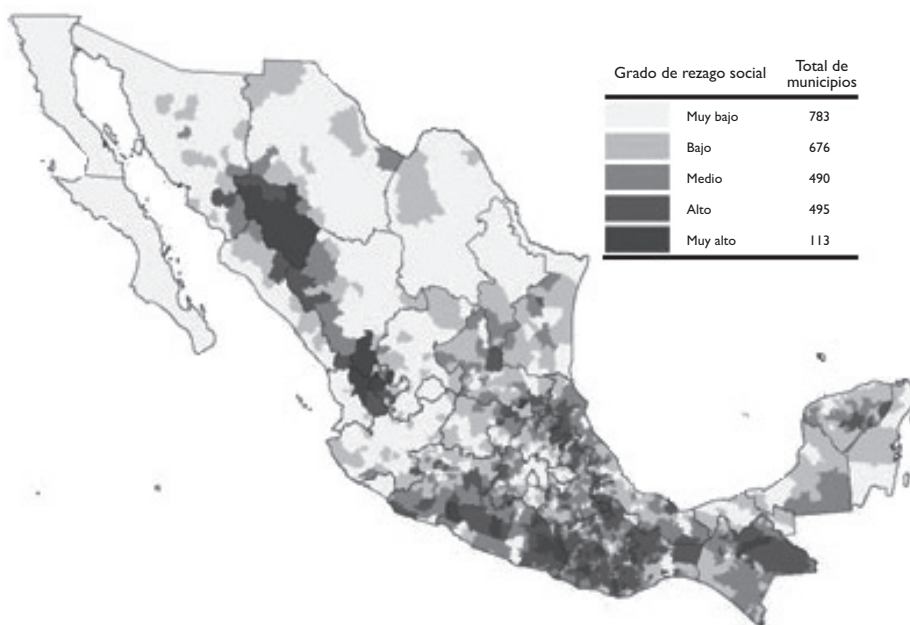 Grado de rezago social Total de
municipios
Muy bajo 783
Bajo 676
Medio 490
Alto 495
Muy alto 113